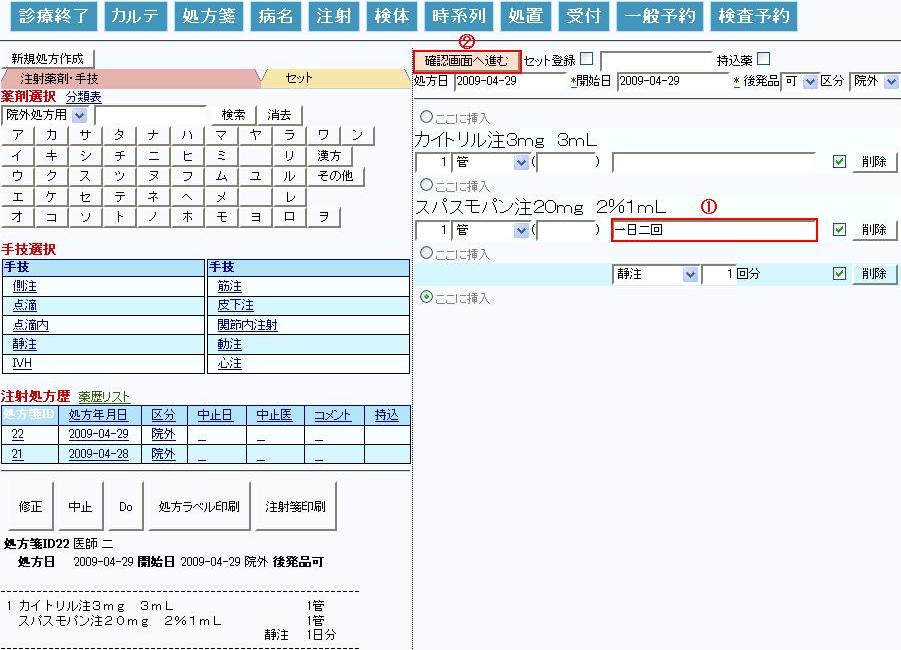 診療終了 カルテ 処方箋 病名 注射 検体 時系列 処置 受付 一般予約 検査予約
新規処方作成
注射薬剤・手技 セット
薬剤選択 分類表
院外処方用 検索 消去
ア カ サ タ ナ ハ マ ヤ ラ ワ ン
イ キ シ チ ニ ヒ ミ リ 漢方
ウ ク ス ツ ヌ フ ム ユ ル その他
エ ケ セ テ ネ ヘ メ レ
オ コ ソ ト ノ ホ モ ヨ ロ ヲ
手技選択
手技 手技
側注 筋注
点滴 皮下注
点滴内 関節内注射
静注 動注
IVH 心注
注射処方歴 薬歴リスト
処方箋ID 処方年月日 区分 中止日 中止医 コメント 持込
22 2009-04-29 院外 _ _ _
21 2009-04-28 院外 _ _ _
修正 中止 Do 処方ラベル印刷 注射箋印刷
処方箋ID22 医師 二
処方日 2009-04-29 開始日 2009-04-29 院外 後発品可
1 カイトリル注3mg 3mL 1管
スパスモパン注20mg 2%1mL 1管
静注 1日分
②
確認画面へ進む セット登録 持込薬
処方日 2009-04-29 *開始日 2009-04-29 * 後発品 可 区分 院外
ここに挿入
カイトリル注3mg 3mL
1 管 ( ) 削除
ここに挿入
スパスモパン注20mg 2%1mL ①
1 管 ( ) 一日二回 削除
ここに挿入
静注 1 回分 削除
ここに挿入